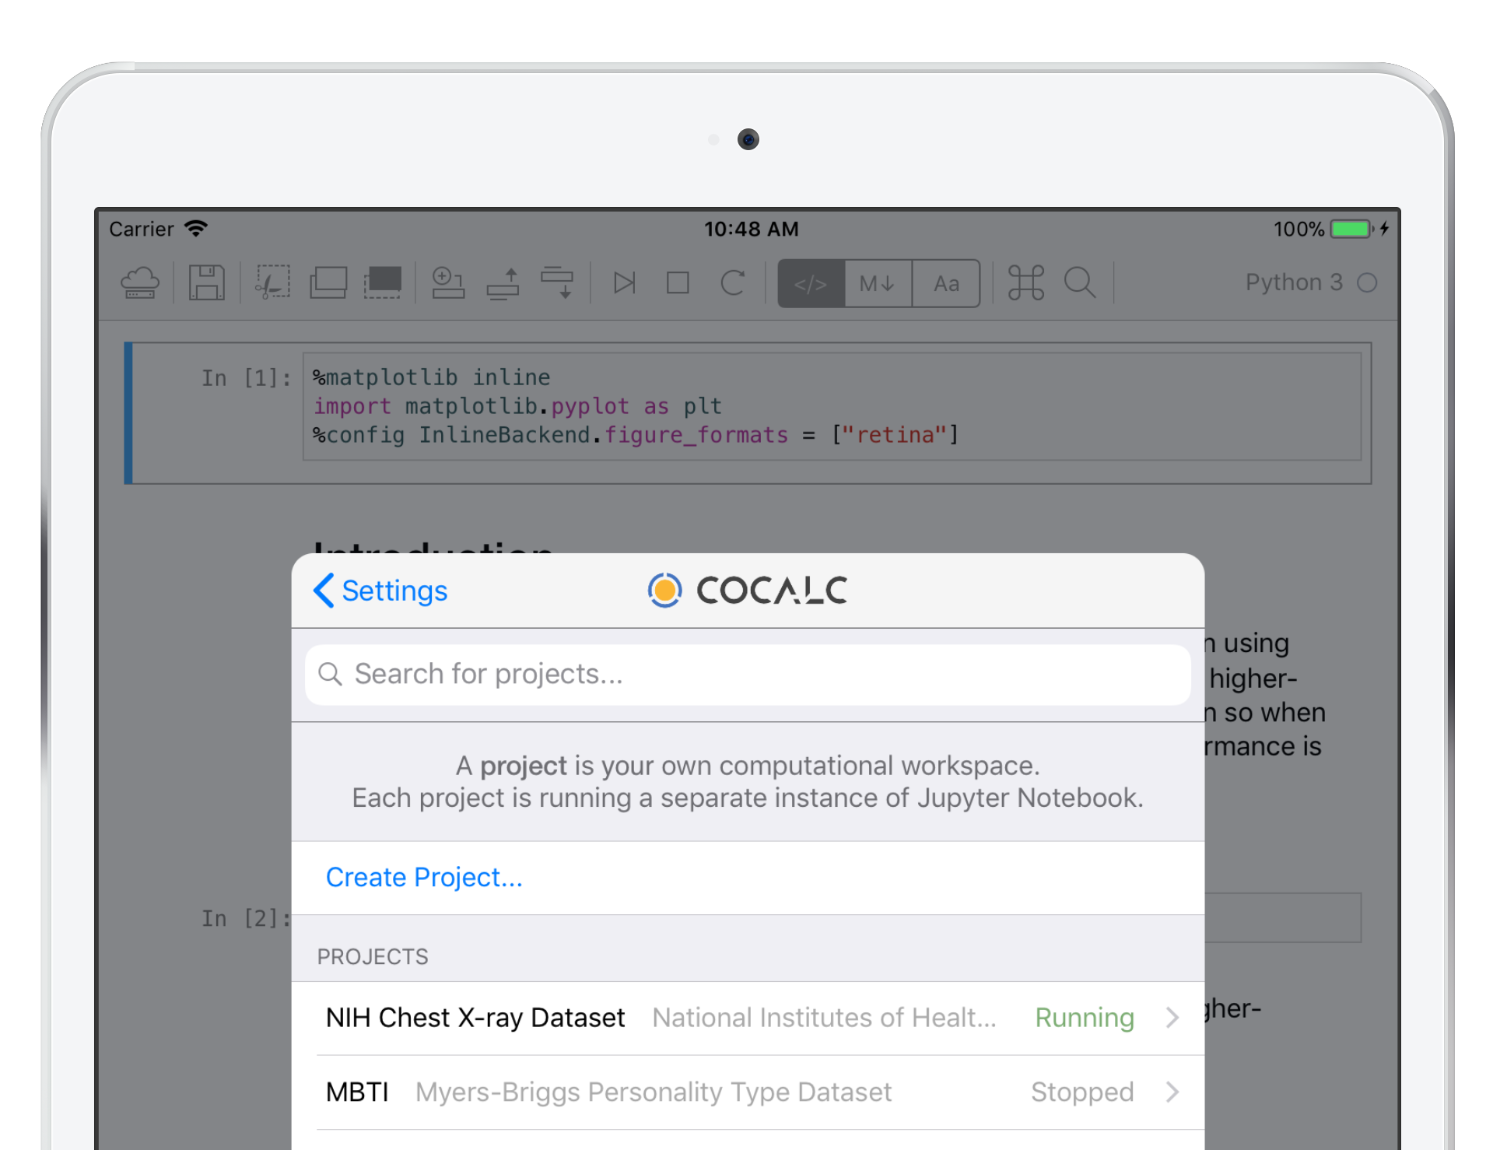 Carrier
10:48 AM
100%
</> M↓ Aa
Python 3
In [1]:
%matplotlib inline
import matplotlib.pyplot as plt
%config InlineBackend.figure_formats = ["retina"]
Introduction
Settings
COCALC
Search for projects...
n using
higher-
n so when
rmance is
A project is your own computational workspace.
Each project is running a separate instance of Jupyter Notebook.
Create Project...
In [2]:
PROJECTS
NIH Chest X-ray Dataset National Institutes of Healt... Running
gher-
MBTI Myers-Briggs Personality Type Dataset Stopped